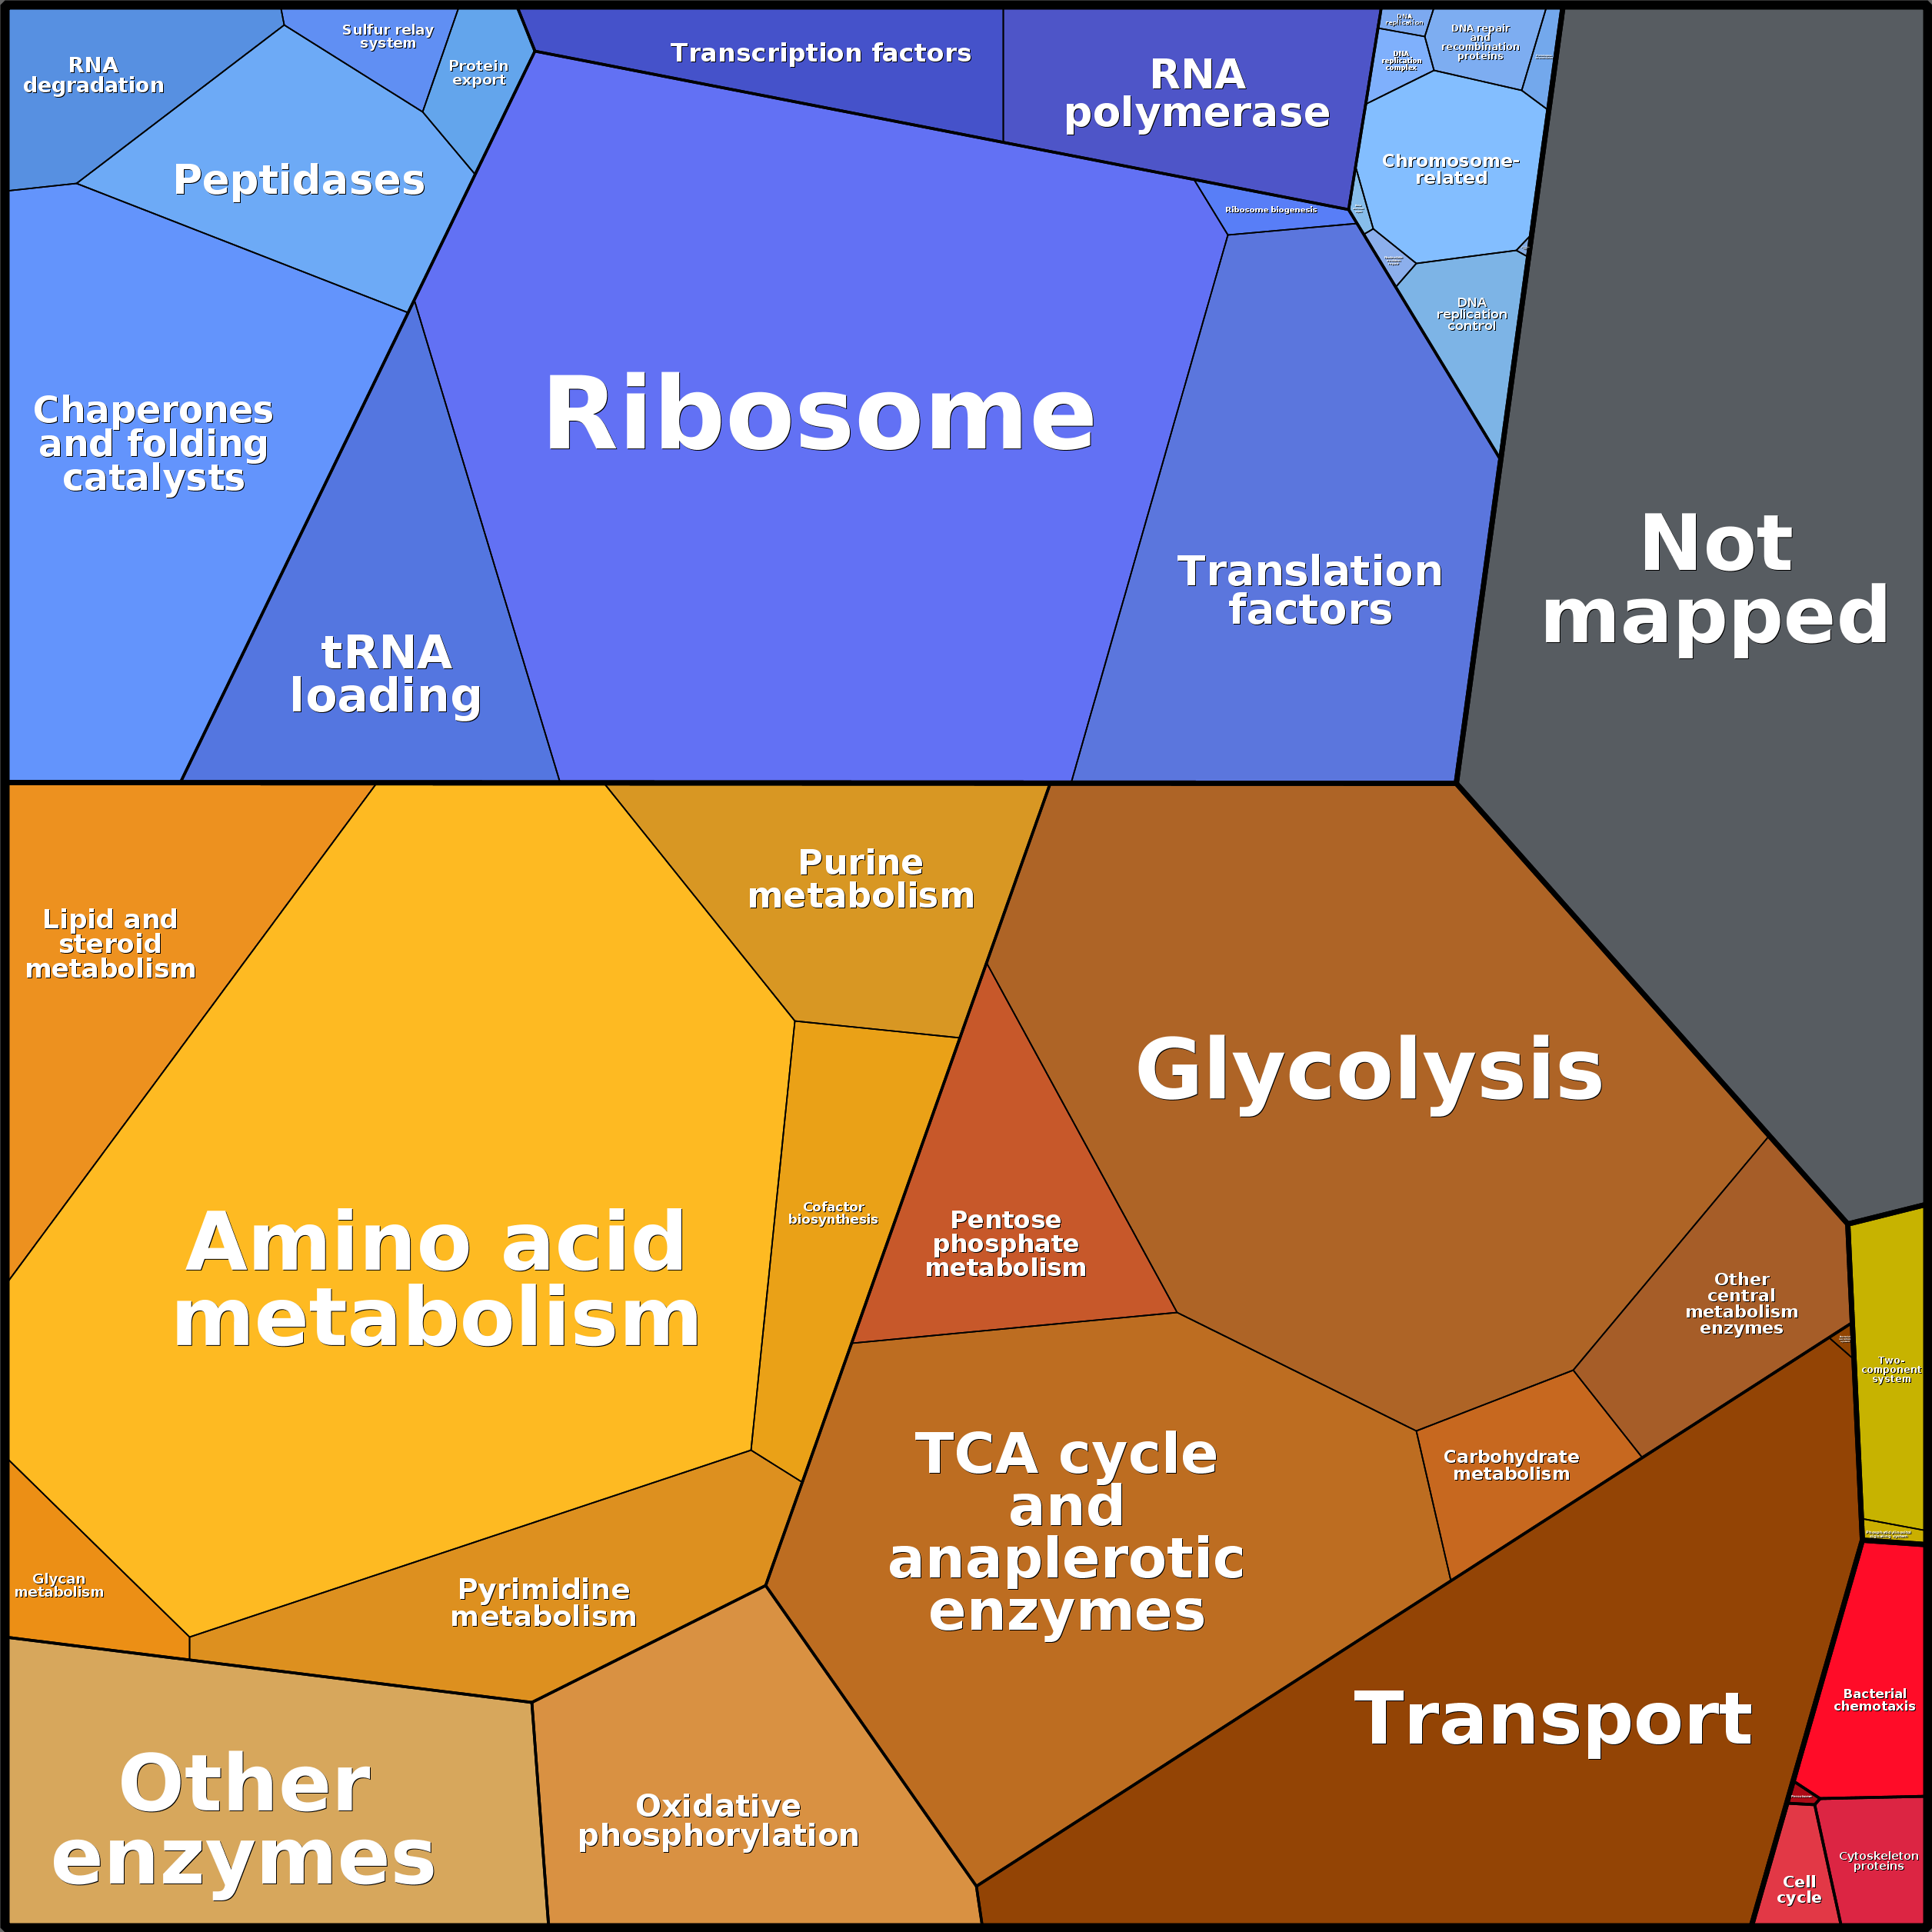 RNA
degradation
Sulfur relay
system
Protein
export
Peptidases
Chaperones
and folding
catalysts
Transcription factors
RNA
polymerase
Ribosome
Ribosome biogenesis
tRNA
loading
Translation
factors
DNA
replication
DNA
replication
complex
DNA repair
and
recombination
proteins
Chromosome-
related
DNA
replication
control
Not
mapped
Lipid and
steroid
metabolism
Purine
metabolism
Amino acid
metabolism
Cofactor
biosynthesis
Glycan
metabolism
Pyrimidine
metabolism
Glycolysis
Pentose
phosphate
metabolism
Other
central
metabolism
enzymes
TCA cycle
and
anaplerotic
enzymes
Carbohydrate
metabolism
Two-
component
system
Other
enzymes
Oxidative
phosphorylation
Transport
Bacterial
chemotaxis
Cell
cycle
Cytoskeleton
proteins